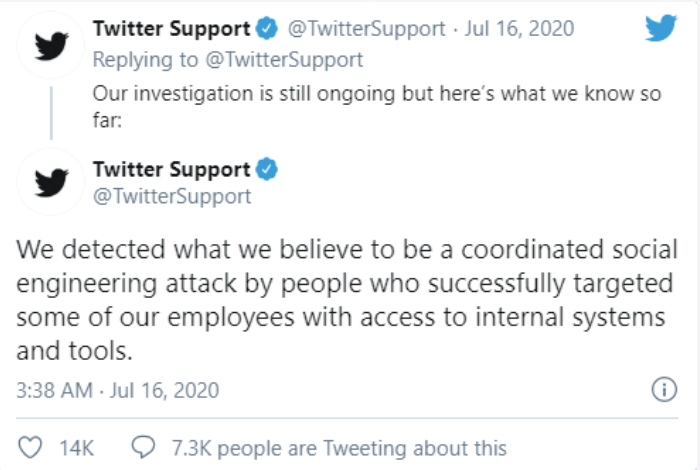 Twitter Support @TwitterSupport · Jul 16, 2020
Replying to @TwitterSupport
Our investigation is still ongoing but here's what we know so
far:
Twitter Support
@TwitterSupport
We detected what we believe to be a coordinated social
engineering attack by people who successfully targeted
some of our employees with access to internal systems
and tools.
3:38 AM · Jul 16, 2020
14K 7.3K people are Tweeting about this